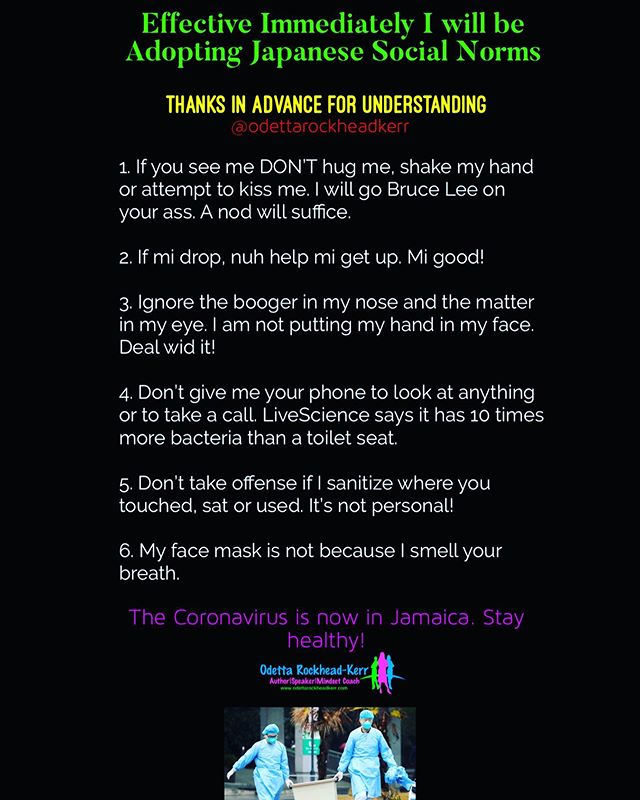 Effective Immediately I will be
Adopting Japanese Social Norms
THANKS IN ADVANCE FOR UNDERSTANDING
@odettarockheadkerr
1. If you see me DON'T hug me, shake my hand
or attempt to kiss me. I will go Bruce Lee on
your ass. A nod will suffice.
2. If mi drop, nuh help mi get up. Mi good!
3. Ignore the booger in my nose and the matter
in my eye. I am not putting my hand in my face.
Deal wid it!
4. Don't give me your phone to look at anything
or to take a call. LiveScience says it has 10 times
more bacteria than a toilet seat.
5. Don't take offense if I sanitize where you
touched, sat or used. It's not personal!
6. My face mask is not because I smell your
breath.
The Coronavirus is now in Jamaica. Stay
healthy!
Odetta Rockhead-Kerr
Author|Speaker|Mindset Coach
www.odettarockheadkerr.com